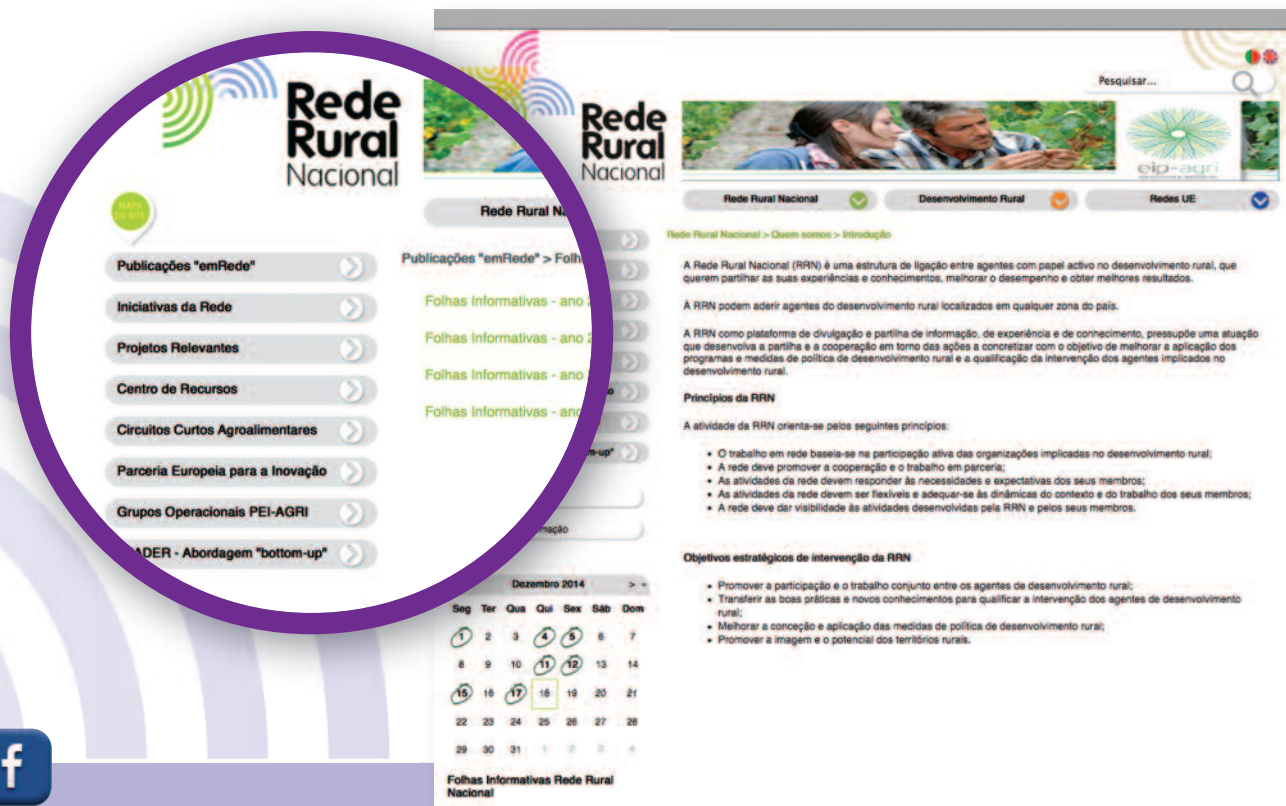 Rede
Rural
Nacional
MAPA
DO SITE
Publicações "emRede"
Iniciativas da Rede
Projetos Relevantes
Centro de Recursos
Circuitos Curtos Agroalimentares
Parceria Europeia para a Inovação
Grupos Operacionais PEI-AGRI
ADER - Abordagem "bottom-up"
Rede Rural Na
Publicações "emRede" > Folh
Folhas Informativas - ano 2
Folhas Informativas - ano 2
Folhas Informativas - ano
Folhas Informativas - ano
Rede
Rural
Nacional
Pesquisar...
eip-agri
Rede Rural Nacional
Desenvolvimento Rural
Redes UE
Rede Rural Nacional > Quem somos > Introdução
A Rede Rural Nacional (RRN) é uma estrutura de ligação entre agentes com papel activo no desenvolvimento rural, que
querem partilhar as suas experiências e conhecimentos, melhorar o desempenho e obter melhores resultados.
À RRN podem aderir agentes do desenvolvimento rural localizados em qualquer zona do país.
A RRN como plataforma de divulgação e partilha de informação, de experiência e de conhecimento, pressupõe uma atuação
que desenvolva a partilha e a cooperação em torno das ações a concretizar com o objetivo de melhorar a aplicação dos
programas e medidas de política de desenvolvimento rural e a qualificação da intervenção dos agentes implicados no
desenvolvimento rural.
Princípios da RRN
A atividade da RRN orienta-se pelos seguintes princípios:
• O trabalho em rede baseia-se na participação ativa das organizações implicadas no desenvolvimento rural;
• A rede deve promover a cooperação e o trabalho em parceria;
• As atividades da rede devem responder às necessidades e expectativas dos seus membros;
• As atividades da rede devem ser flexíveis e adequar-se às dinâmicas do contexto e do trabalho dos seus membros;
• A rede deve dar visibilidade às atividades desenvolvidas pela RRN e pelos seus membros.
Objetivos estratégicos de intervenção da RRN
• Promover a participação e o trabalho conjunto entre os agentes de desenvolvimento rural;
• Transferir as boas práticas e novos conhecimentos para qualificar a intervenção dos agentes de desenvolvimento
rural;
• Melhorar a conceção e aplicação das medidas de política de desenvolvimento rural;
• Promover a imagem e o potencial dos territórios rurais.
o
m-up"
mação
Dezembro 2014 >
Seg Ter Qua Qui Sex Sáb Dom
1 2 3 4 5 6 7
8 9 10 11 12 13 14
15 16 17 18 19 20 21
22 23 24 25 26 27 28
29 30 31 1 2 3 4
Folhas Informativas Rede Rural
Nacional
f